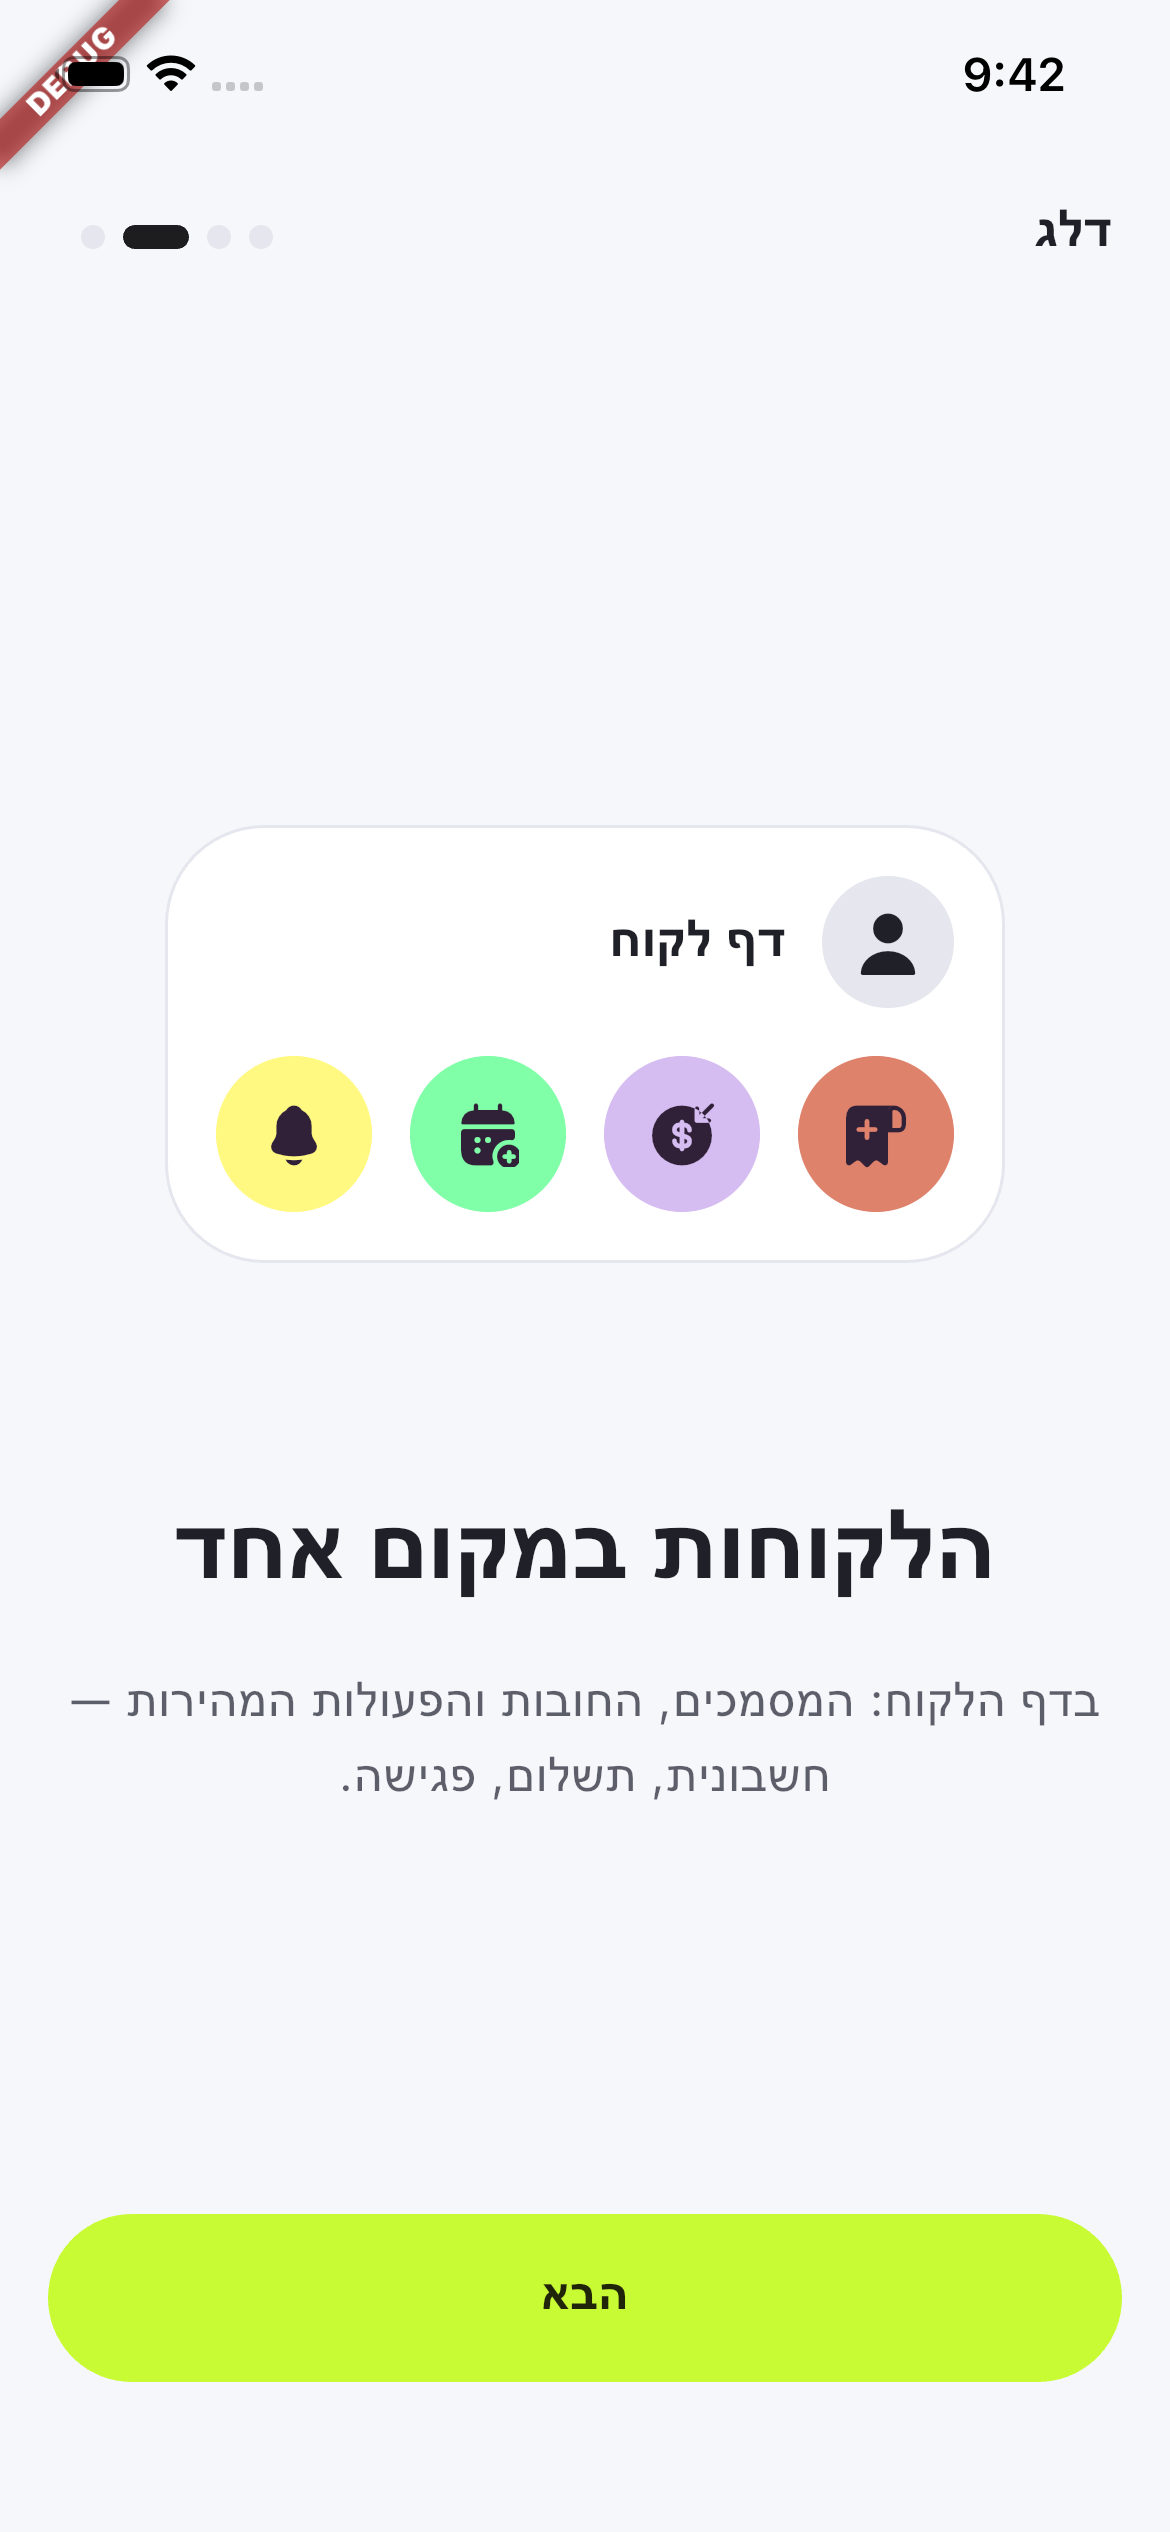 9:42
DEBUG
דלג
דף לקוח
$
הלקוחות במקום אחד
בדף הלקוח: המסמכים, החובות והפעולות המהירות —
חשבונית, תשלום, פגישה.
הבא